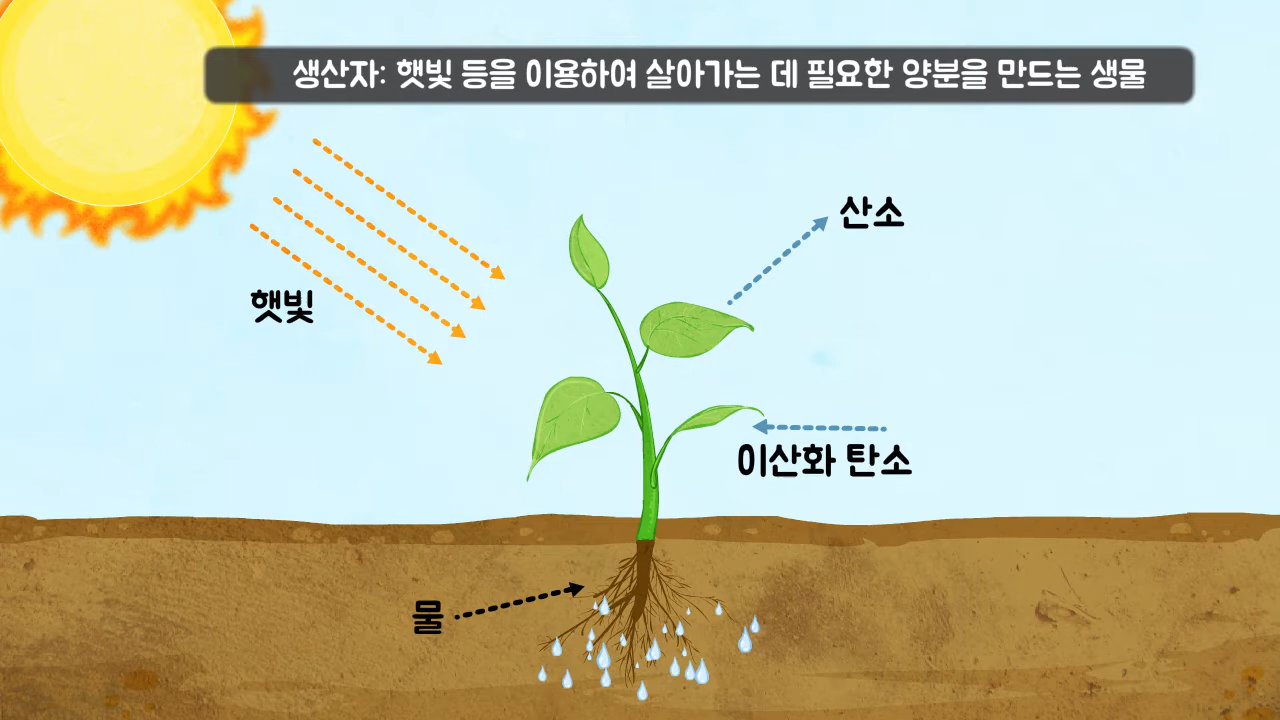 생산자: 햇빛 등을 이용하여 살아가는 데 필요한 양분을 만드는 생물
산소
햇빛
이산화 탄소
물